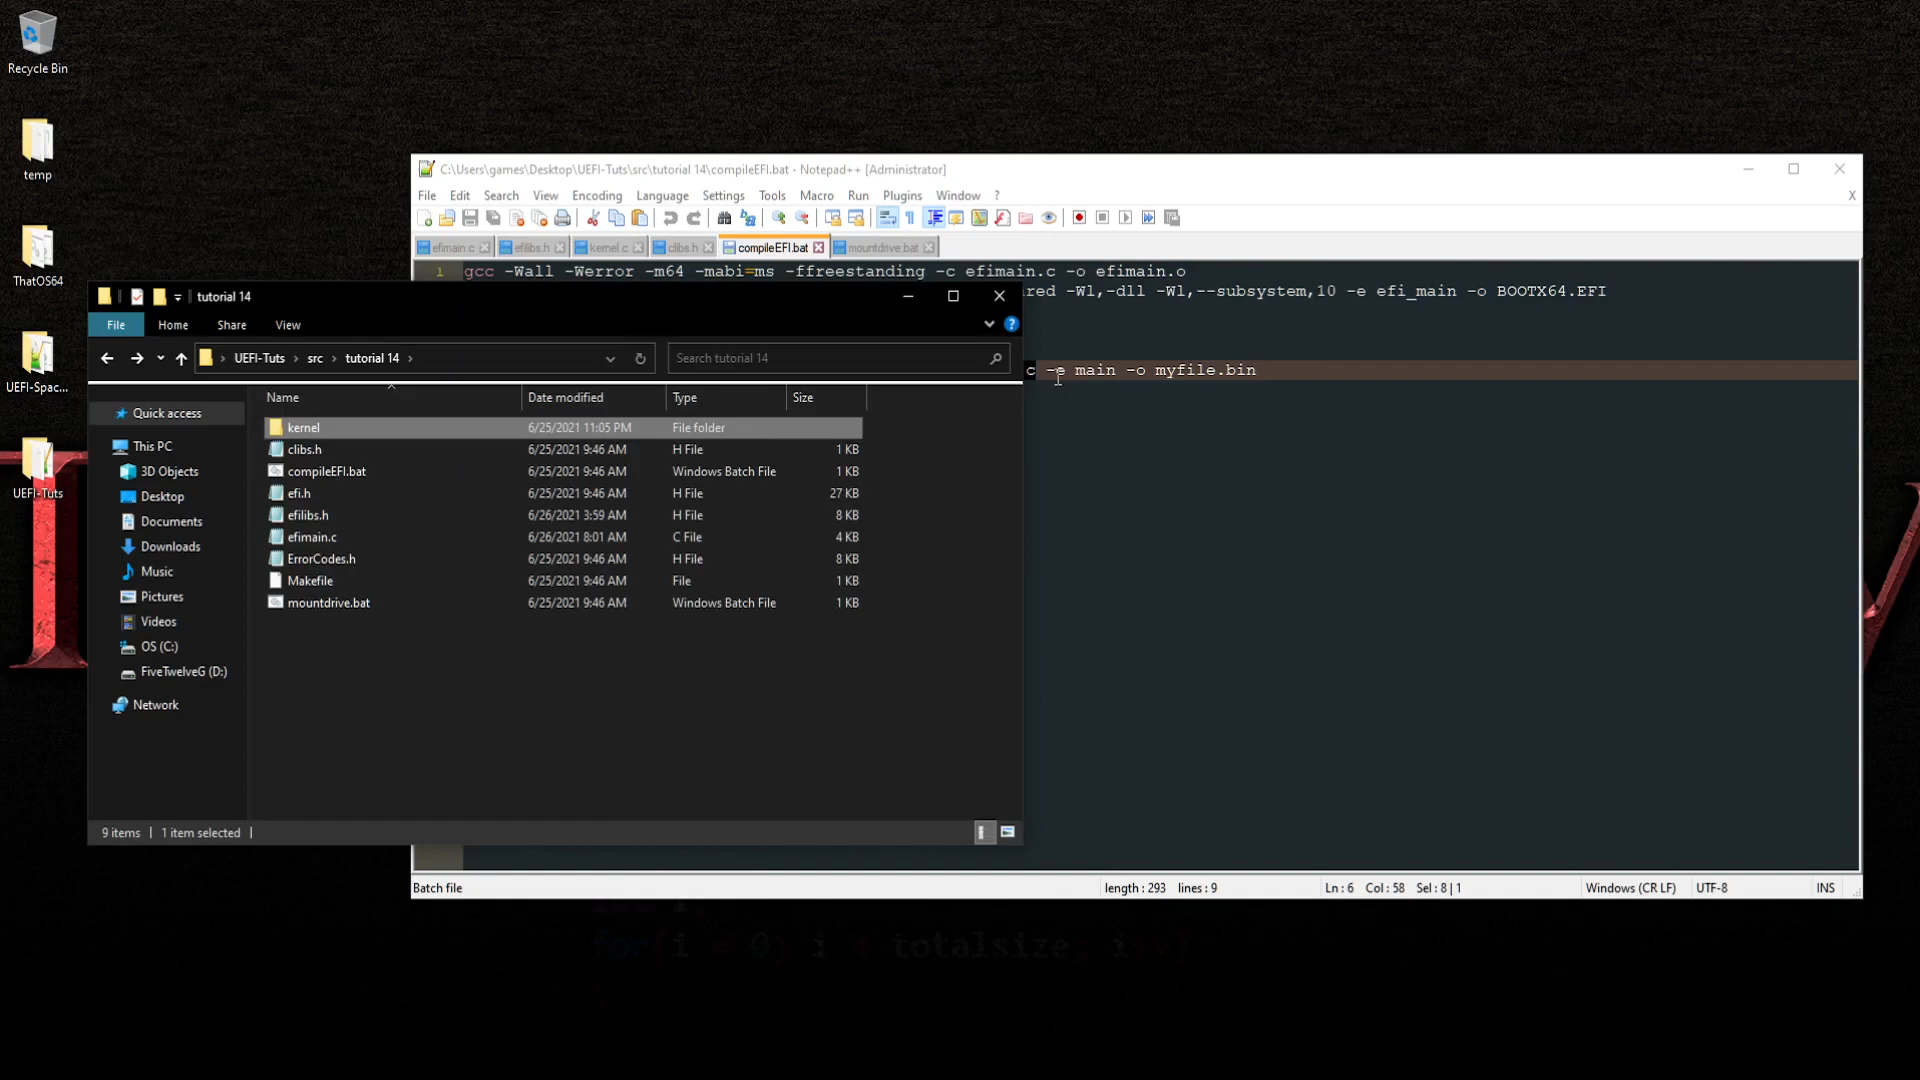 Recycle Bin
temp
ThatOS64
UEFI-Spac...
UEFI-Tuts
C:\Users\games\Desktop\UEFI-Tuts\src\tutorial 14\compileEFI.bat - Notepad++ [Administrator]
File Edit Search View Encoding Language Settings Tools Macro Run Plugins Window ?
X
efimain.c efilibs.h kernel.c clibs.h compileEFI.bat mountdrive.bat
1 gcc -Wall -Werror -m64 -mabi=ms -ffreestanding -c efimain.c -o efimain.o
red -Wl,-dll -Wl,--subsystem,10 -e efi_main -o BOOTX64.EFI
c -e main -o myfile.bin
tutorial 14
File Home Share View
UEFI-Tuts > src > tutorial 14 >
Search tutorial 14
Name Date modified Type Size
Quick access
This PC
3D Objects
Desktop
Documents
Downloads
Music
Pictures
Videos
OS (C:)
FiveTwelveG (D:)
Network
kernel 6/25/2021 11:05 PM File folder
clibs.h 6/25/2021 9:46 AM H File 1 KB
compileEFI.bat 6/25/2021 9:46 AM Windows Batch File 1 KB
efi.h 6/25/2021 9:46 AM H File 27 KB
efilibs.h 6/26/2021 3:59 AM H File 8 KB
efimain.c 6/26/2021 8:01 AM C File 4 KB
ErrorCodes.h 6/25/2021 9:46 AM H File 8 KB
Makefile 6/25/2021 9:46 AM File 1 KB
mountdrive.bat 6/25/2021 9:46 AM Windows Batch File 1 KB
9 items 1 item selected
Batch file length : 293 lines : 9 Ln : 6 Col : 58 Sel : 8 | 1 Windows (CR LF) UTF-8 INS
for(i = 0; i < totalsize; i++)